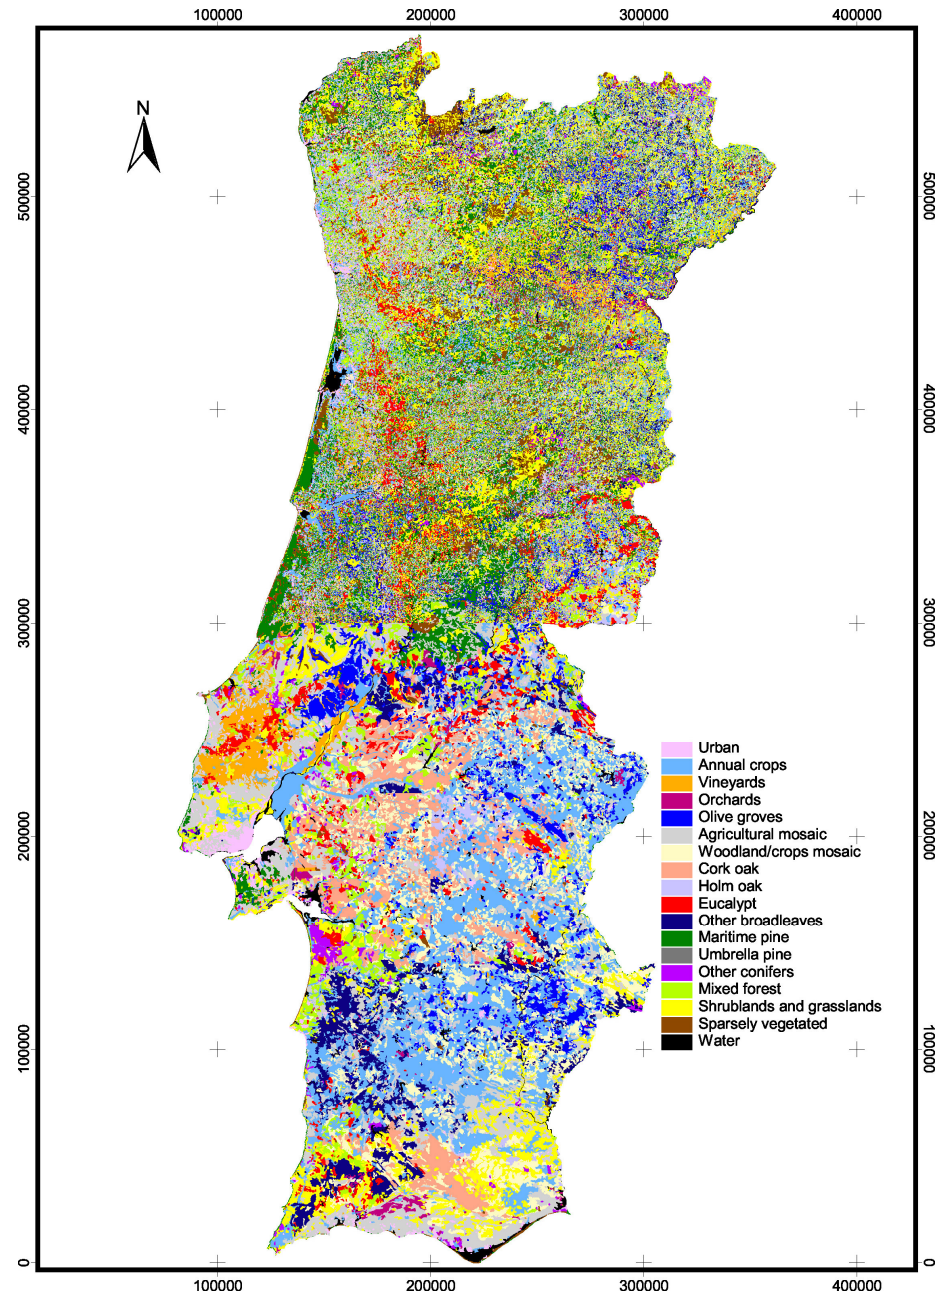 100000 200000 300000 400000
N
500000 500000
400000 400000
300000 300000
Urban
Annual crops
Vineyards
Orchards
Olive groves
200000 Agricultural mosaic 200000
Woodland/crops mosaic
Cork oak
Holm oak
Eucalypt
Other broadleaves
Maritime pine
Umbrella pine
Other conifers
Mixed forest
Shrublands and grasslands
Sparsely vegetated
Water
100000 100000
0 0
100000 200000 300000 400000